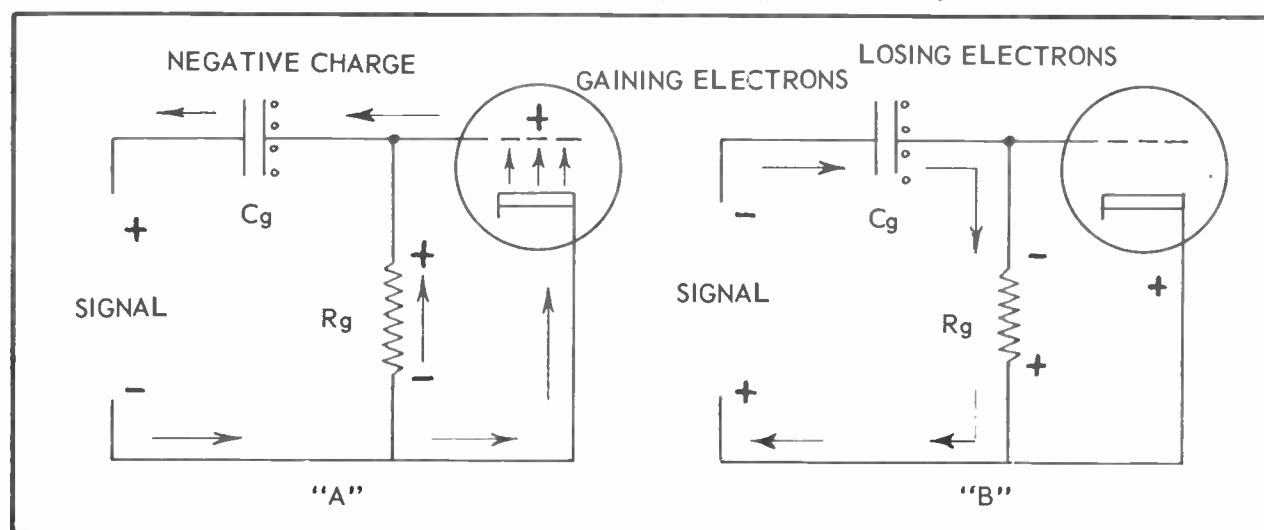 NEGATIVE CHARGE
GAINING ELECTRONS
LOSING ELECTRONS
+
Cg
+
SIGNAL
-
Rg
+
-
"A"
-
Cg
SIGNAL
+
Rg
-
+
+
"B"